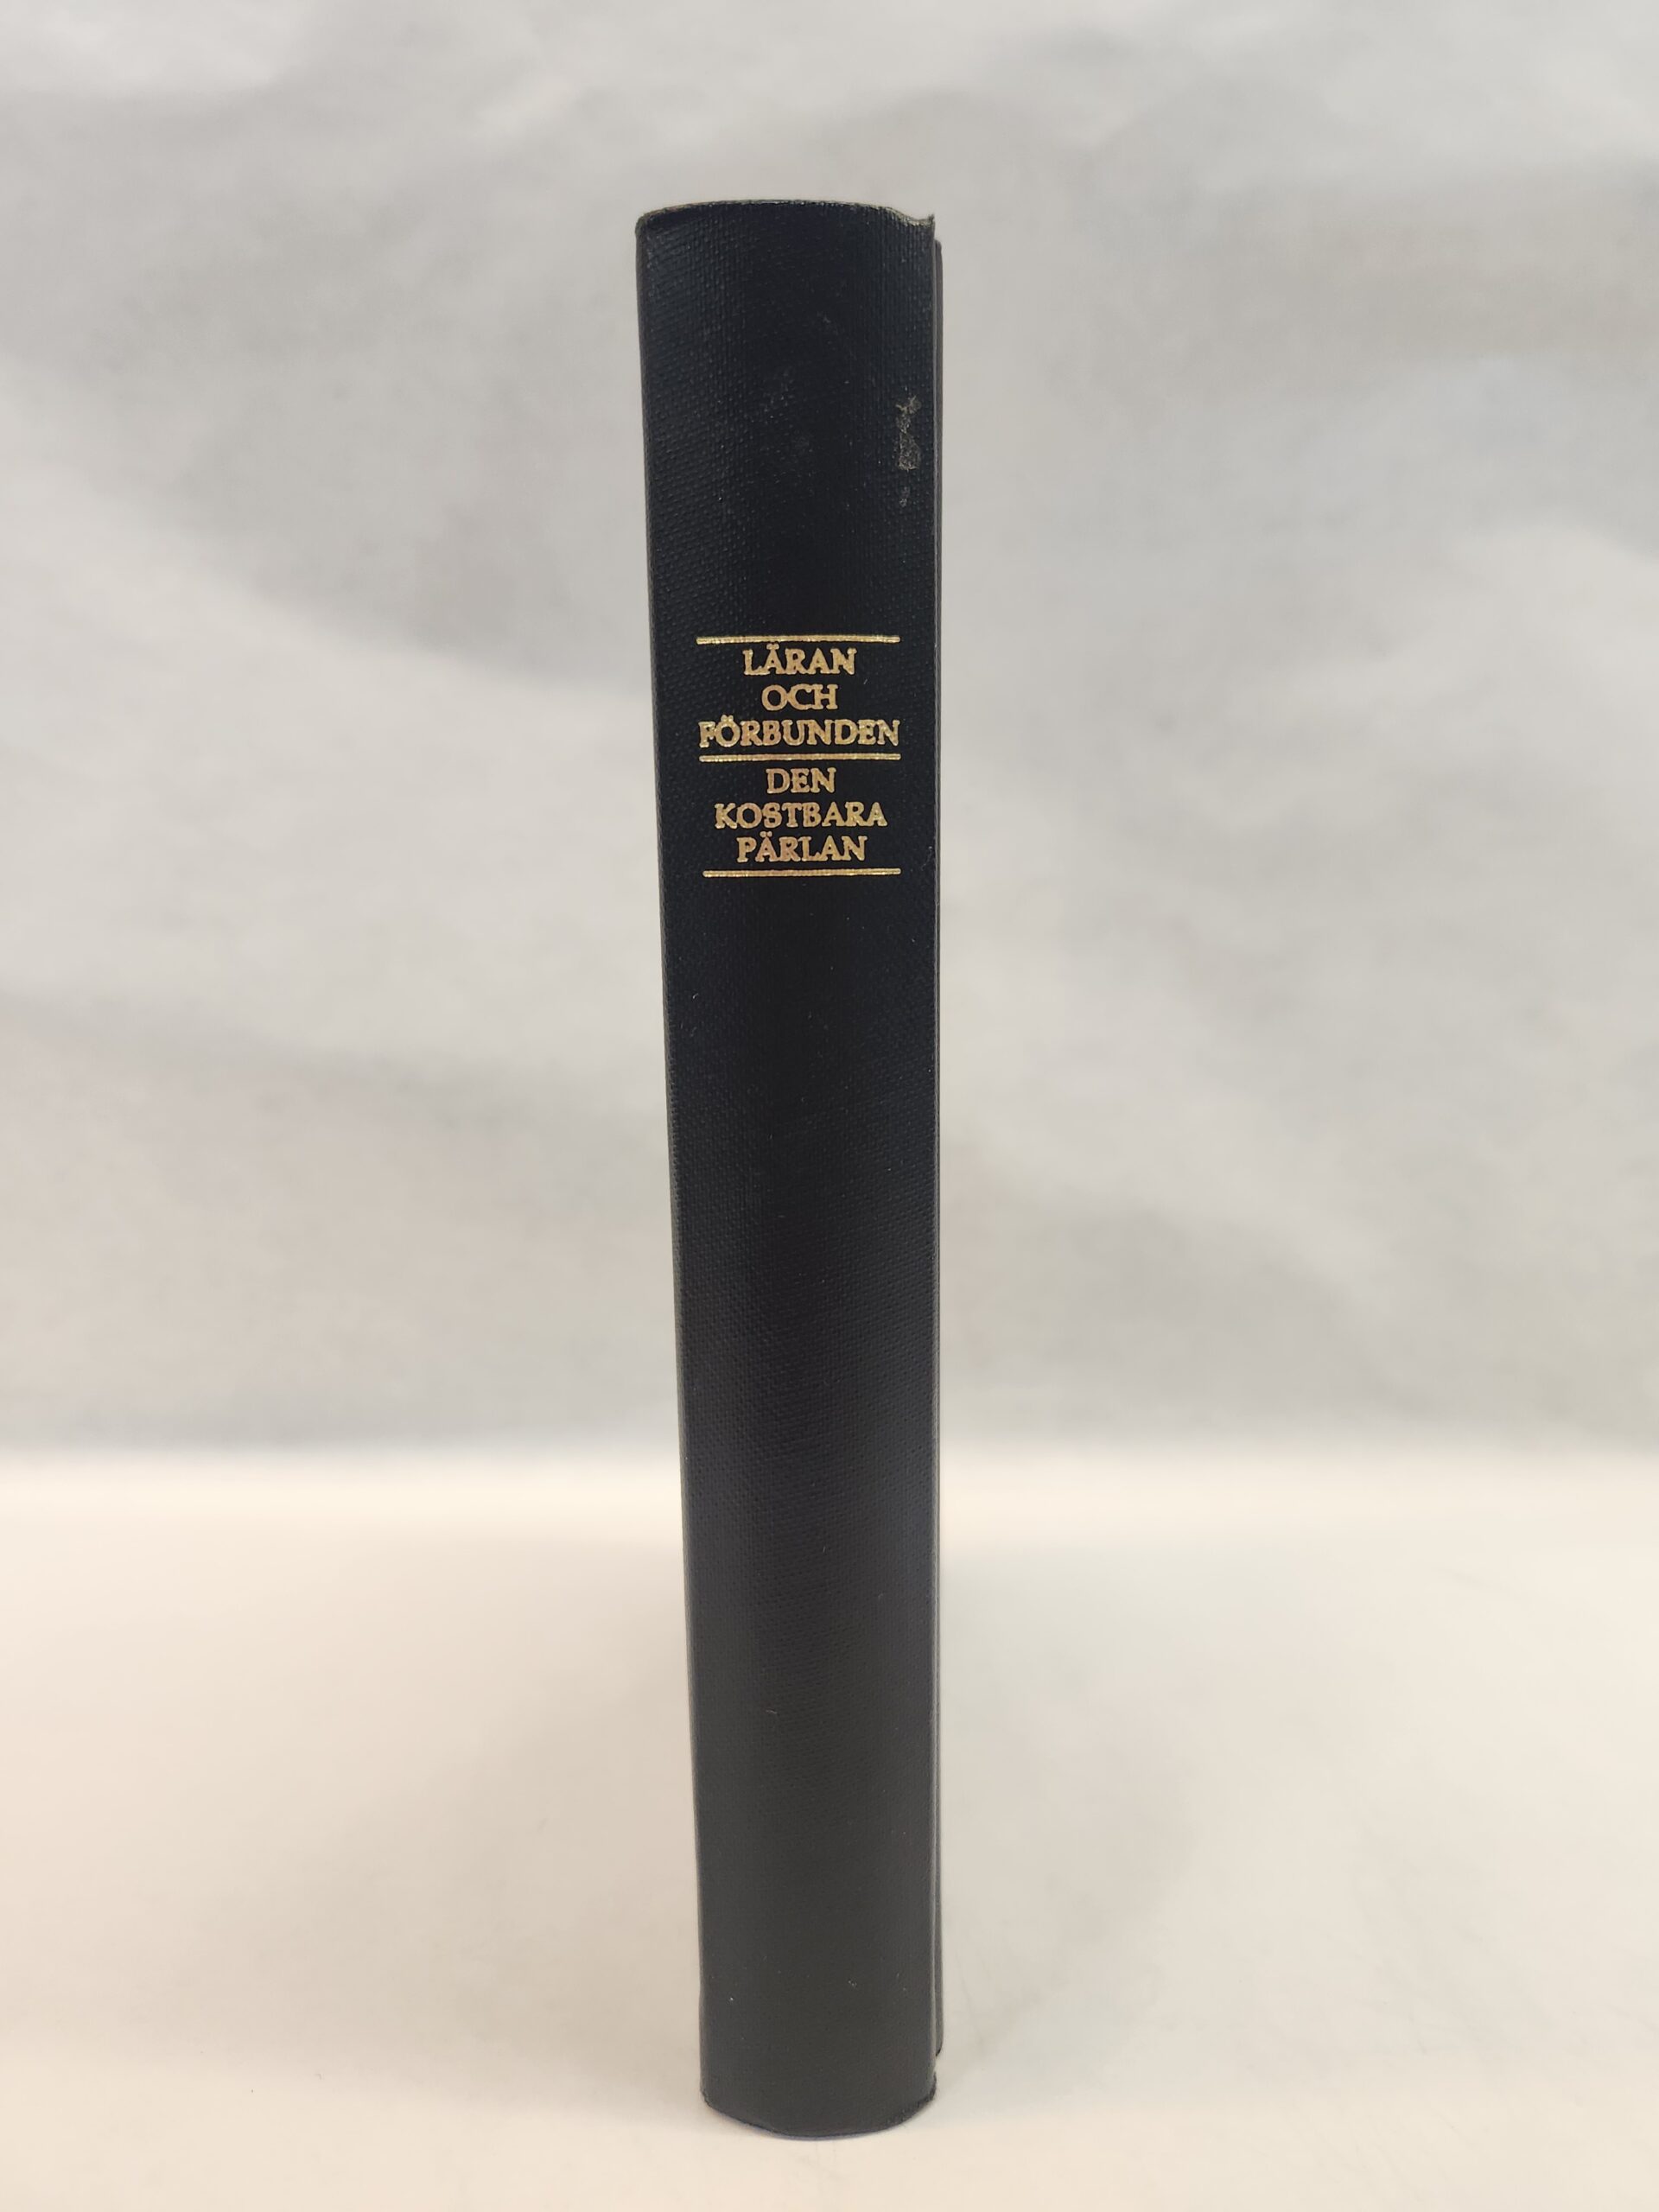 LÄRAN
OCH
FÖRBUNDEN
DEN
KOSTBARA
PÄRLAN